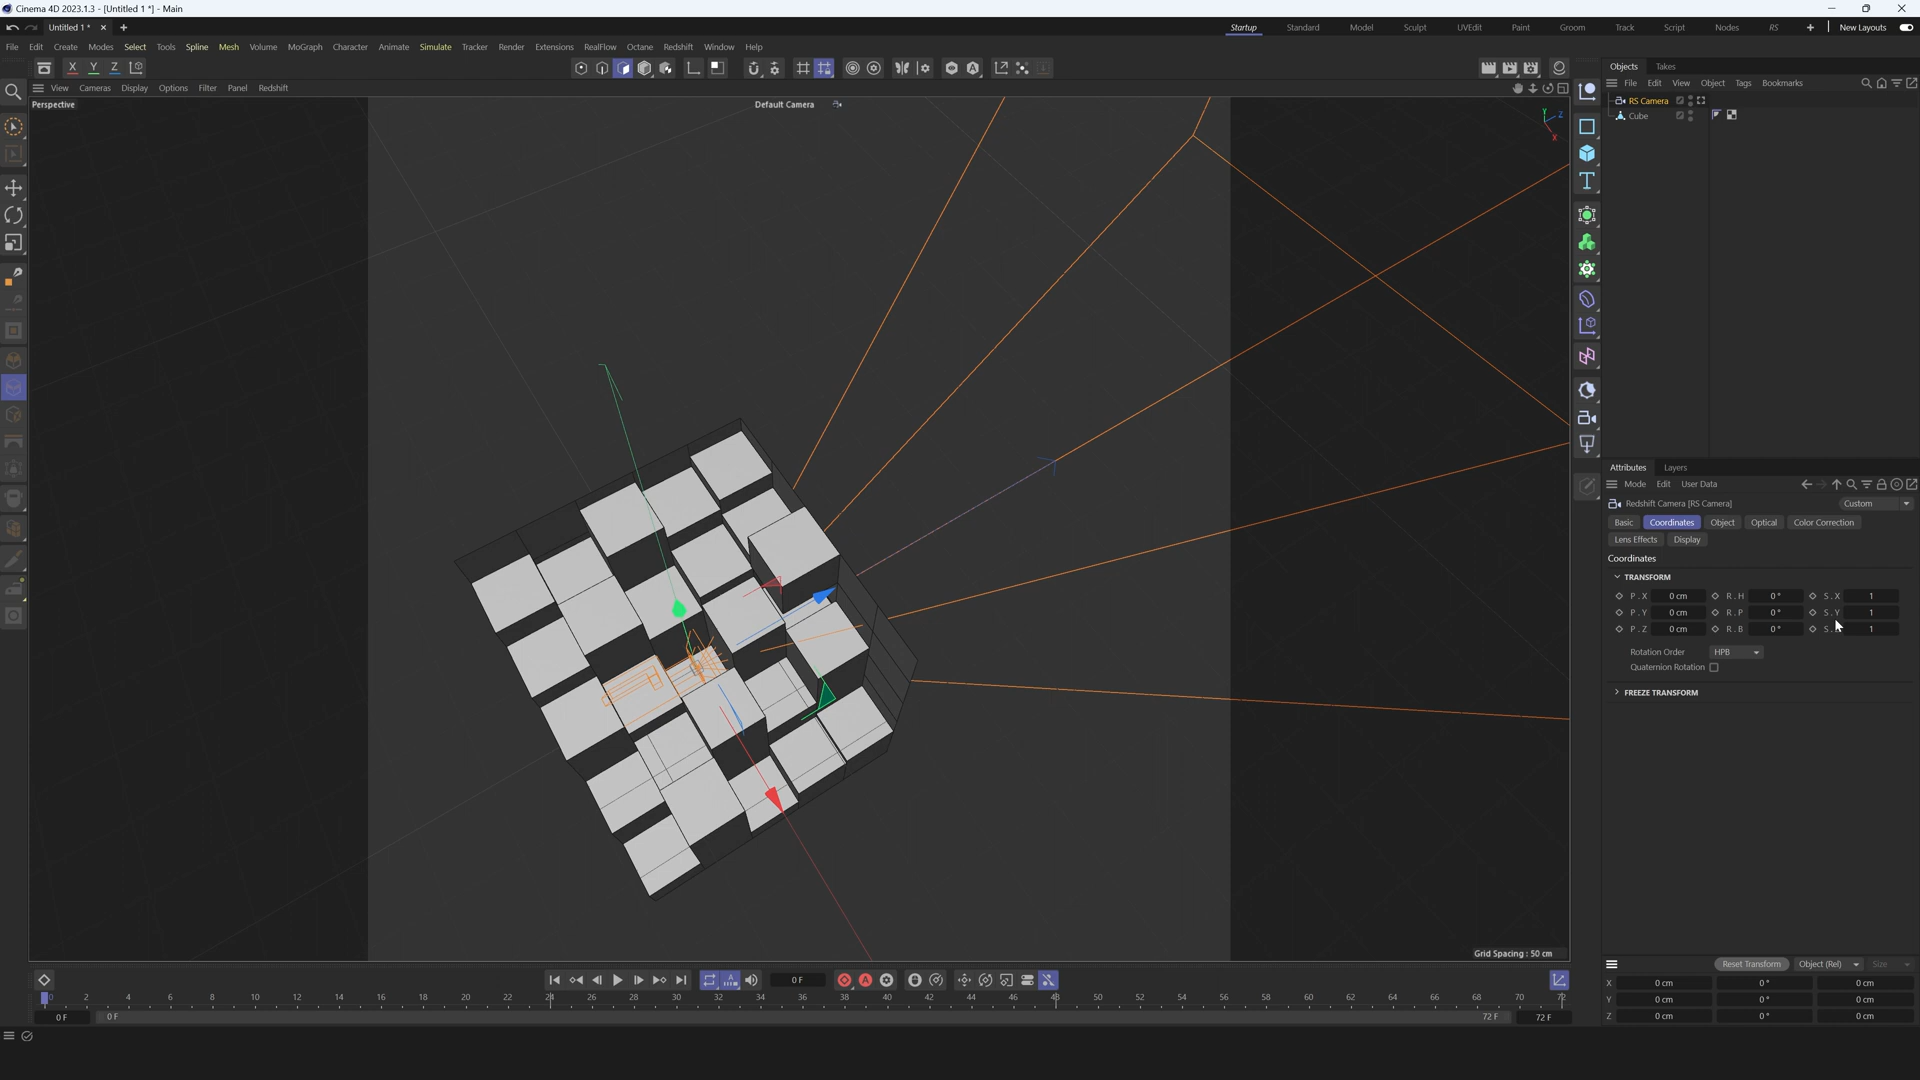 Cinema 4D 2023.1.3 - [Untitled 1 *] - Main
Untitled 1 *
Startup Standard Model Sculpt UVEdit Paint Groom Track Script Nodes RS New Layouts
File Edit Create Modes Select Tools Spline Mesh Volume MoGraph Character Animate Simulate Tracker Render Extensions RealFlow Octane Redshift Window Help
X Y Z
View Cameras Display Options Filter Panel Redshift
Perspective
Default Camera
Y
Z
X
Grid Spacing : 50 cm
Objects Takes
File Edit View Object Tags Bookmarks
RS Camera
Cube
Attributes Layers
Mode Edit User Data
Redshift Camera [RS Camera] Custom
Basic Coordinates Object Optical Color Correction
Lens Effects Display
Coordinates
TRANSFORM
P . X 0 cm R . H 0 ° S . X 1
P . Y 0 cm R . P 0 ° S . Y 1
P . Z 0 cm R . B 0 ° S . 1
Rotation Order HPB
Quaternion Rotation
FREEZE TRANSFORM
0 F
Reset Transform Object (Rel) Size
X 0 cm 0 ° 0 cm
Y 0 cm 0 ° 0 cm
Z 0 cm 0 ° 0 cm
0 2 4 6 8 10 12 14 16 18 20 22 24 26 28 30 32 34 36 38 40 42 44 46 48 50 52 54 56 58 60 62 64 66 68 70 72
0 F 0 F 72 F 72 F